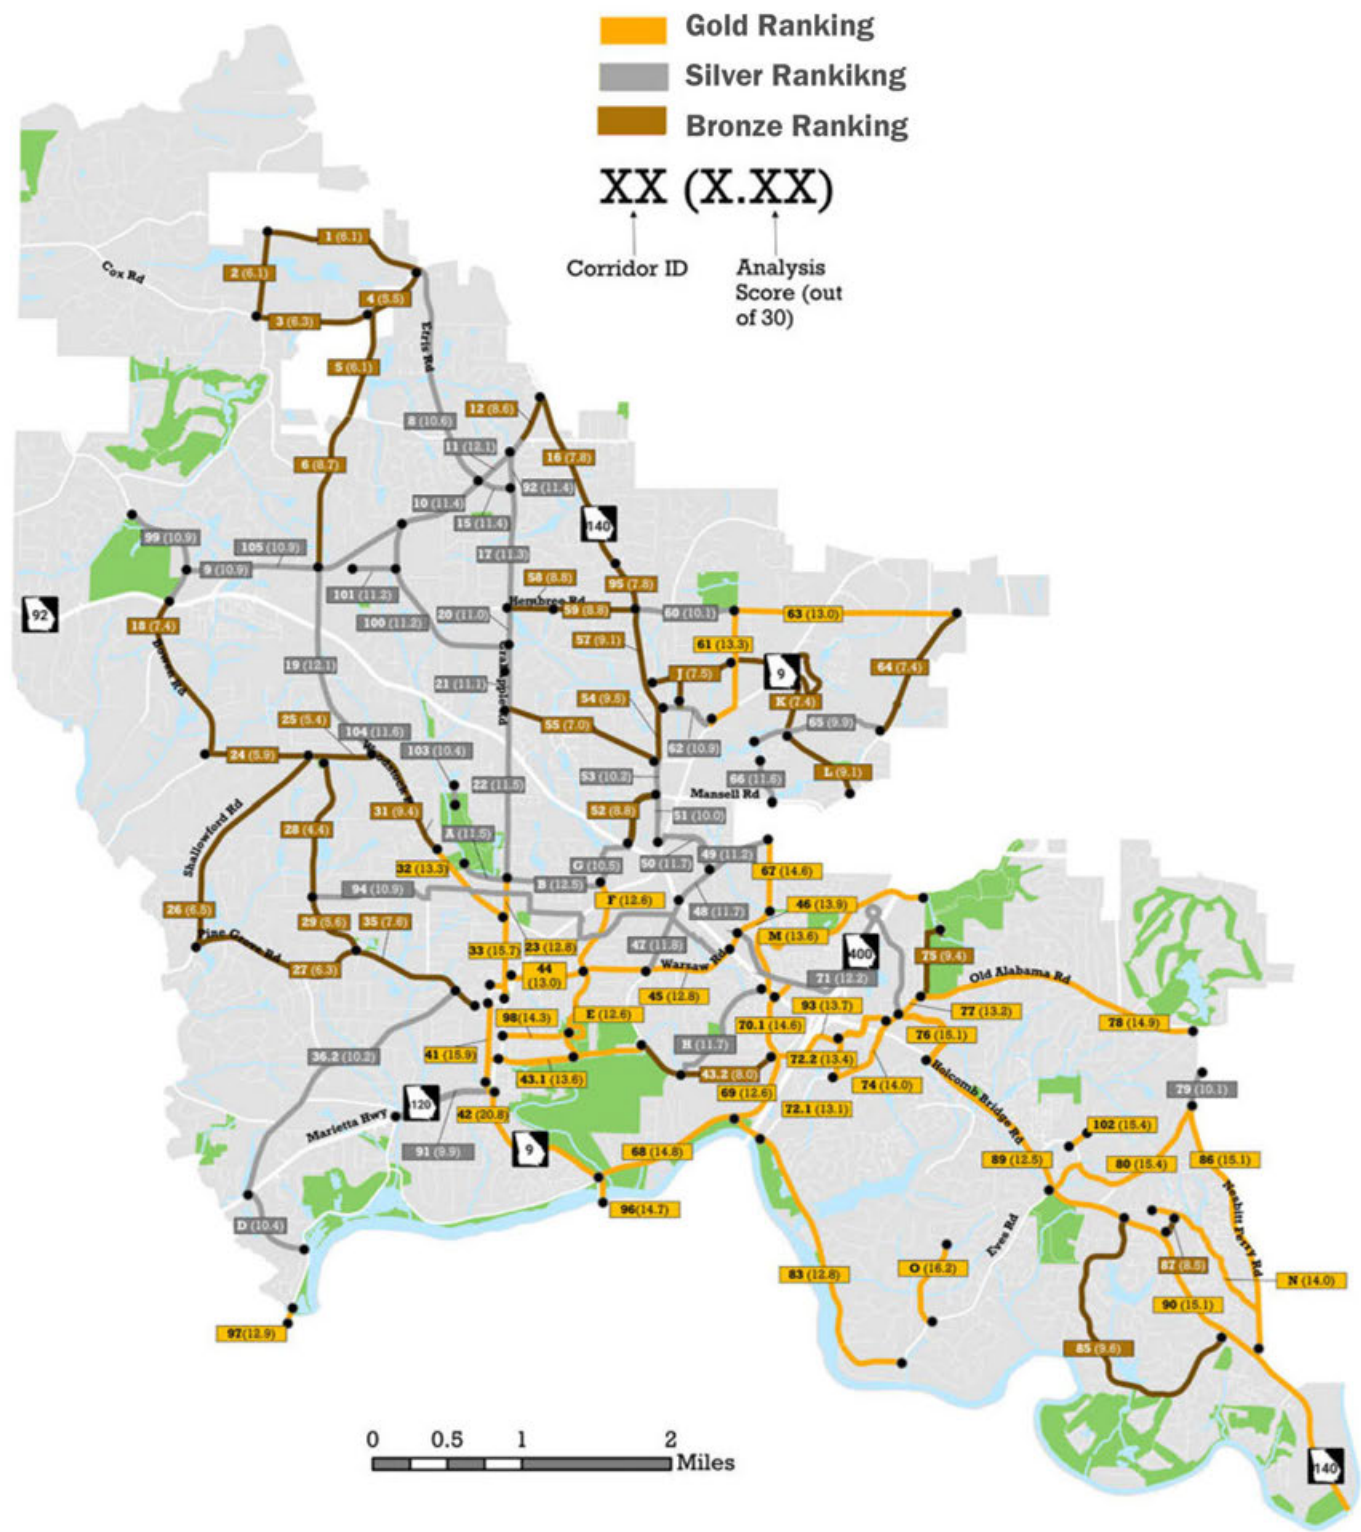 Gold Ranking
Silver Rankikng
Bronze Ranking
XX (X.XX)
Corridor ID
Analysis
Score (out
of 30)
1 (6.1)
2 (6.1)
Cox Rd
4 (5.5)
3 (6.3)
Etris Rd
5 (6.1)
12 (8.6)
8 (10.6)
11 (12.1)
16 (7.8)
6 (8.7)
92 (11.4)
10 (11.4)
15 (11.4)
140
99 (10.9)
105 (10.9)
17 (11.3)
9 (10.9)
58 (8.8)
95 (7.8)
101 (11.2)
Hembree Rd
59 (8.8)
60 (10.1)
63 (13.0)
92
20 (11.0)
100 (11.2)
18 (7.4)
57 (9.1)
61 (13.3)
Bowen Rd
19 (12.1)
Crabapple Rd
64 (7.4)
J (7.5)
9
21 (11.1)
K (7.4)
54 (9.5)
25 (5.4)
104 (11.6)
55 (7.0)
65 (9.9)
103 (10.4)
62 (10.9)
24 (5.9)
53 (10.2)
66 (11.6)
L (9.1)
22 (11.5)
Mansell Rd
Shallowford Rd
31 (9.4)
52 (8.8)
51 (10.0)
28 (4.4)
A (11.5)
49 (11.2)
50 (11.7)
G (10.5)
32 (13.3)
67 (14.6)
94 (10.9)
B (12.5)
F (12.6)
46 (13.9)
26 (6.5)
48 (11.7)
29 (5.6)
35 (7.6)
M (13.6)
Pine Grove Rd
33 (15.7)
23 (12.8)
47 (11.8)
400
75 (9.4)
Warsaw Rd
27 (6.3)
44
(13.0)
71 (12.2)
Old Alabama Rd
45 (12.8)
93 (13.7)
77 (13.2)
98(14.3)
E (12.6)
70.1 (14.6)
78 (14.9)
76 (15.1)
H (11.7)
36.2 (10.2)
41 (15.9)
72.2 (13.4)
43.1 (13.6)
43.2 (8.0)
74 (14.0)
Holcomb Bridge Rd
69 (12.6)
79 (10.1)
120
42 (20.8)
72.1 (13.1)
Marietta Hwy
102 (15.4)
91 (9.9)
9
68 (14.8)
89 (12.5)
80 (15.4)
86 (15.1)
96(14.7)
Nesbitt Ferry Rd
D (10.4)
Eves Rd
83 (12.8)
O (16.2)
87 (8.5)
N (14.0)
90 (15.1)
97(12.9)
85 (9.6)
0 0.5 1 2
Miles
140